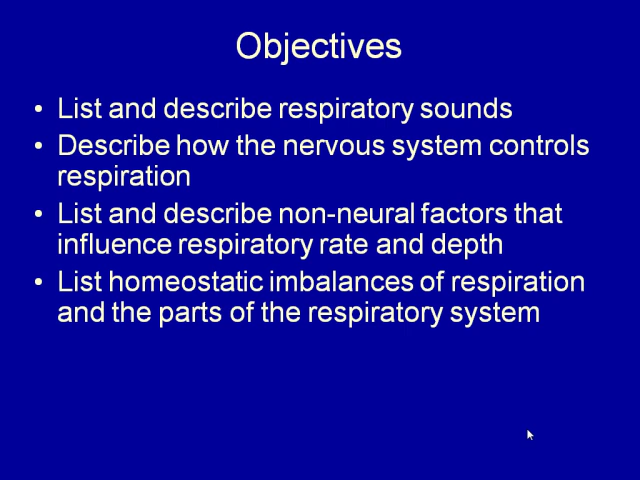 Objectives
• List and describe respiratory sounds
• Describe how the nervous system controls
respiration
• List and describe non-neural factors that
influence respiratory rate and depth
• List homeostatic imbalances of respiration
and the parts of the respiratory system